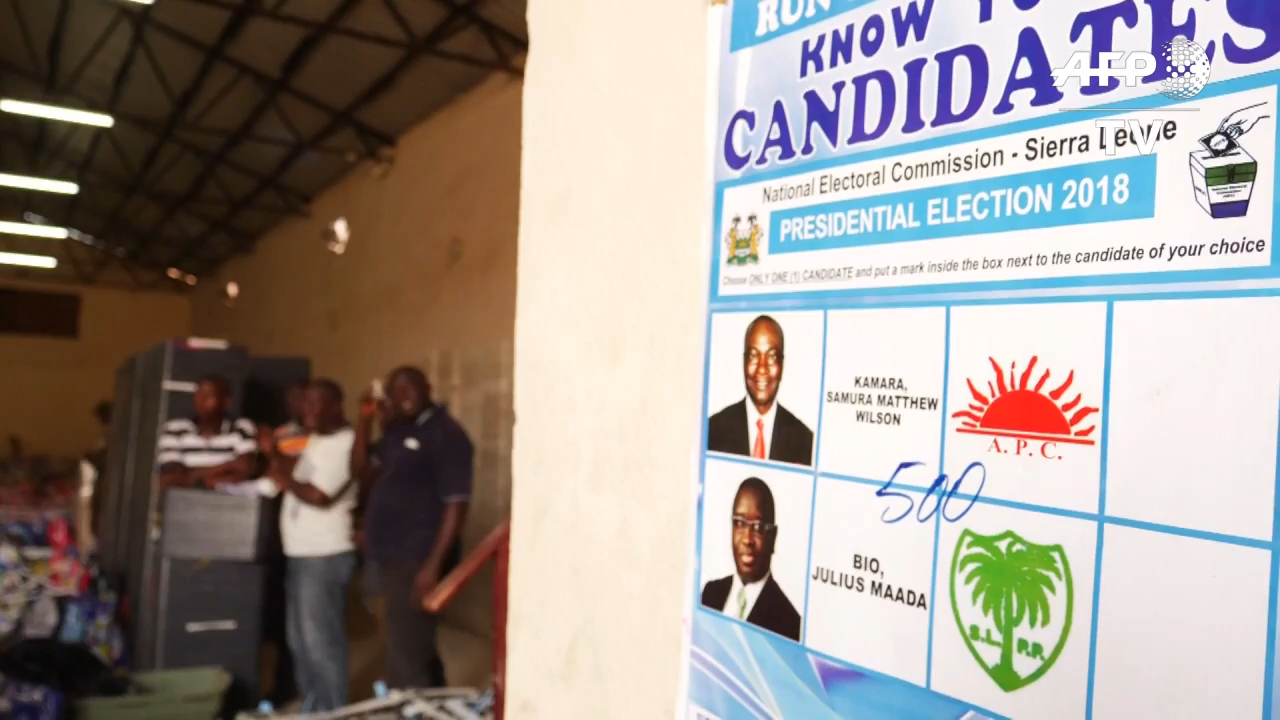 RUN
KNOW YO
CANDIDATES
AFP
TV
National Electoral Commission - Sierra Leone
PRESIDENTIAL ELECTION 2018
Choose ONLY ONE (1) CANDIDATE and put a mark inside the box next to the candidate of your choice
KAMARA,
SAMURA MATTHEW
WILSON
A. P. C.
500
BIO,
JULIUS MAADA
S.L P.P.